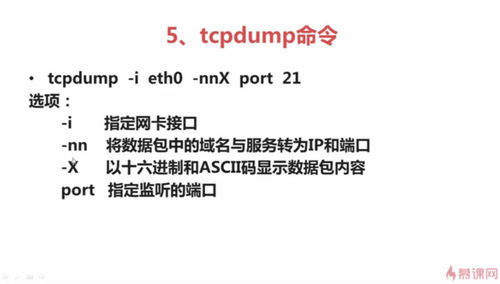 5、tcpdump命令
• tcpdump -i eth0 -nnX port 21
选项：
-i 指定网卡接口
-nn 将数据包中的域名与服务转为IP和端口
-X 以十六进制和ASCII码显示数据包内容
port 指定监听的端口
慕课网